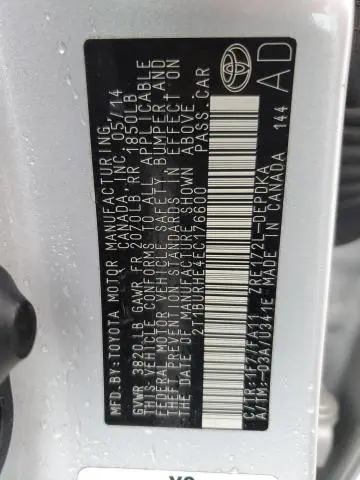 MFD.BY:TOYOTA MOTOR MANUFACTURING
CANADA, INC. 05/14
GVWR 3820LB GAWR FR 2070LB RR 1850LB
THIS VEHICLE CONFORMS TO ALL APPLICABLE
FEDERAL MOTOR VEHICLE SAFETY, BUMPER AND
THEFT PREVENTION STANDARDS IN EFFECT ON
THE DATE OF MANUFACTURE SHOWN ABOVE.
2T1BURHE4EC176600 PASS.CAR
C/TR:1F7/FA11 ZRE172L-DEPDKA
A/TM:-03A/U341E MADE IN CANADA
144
AD